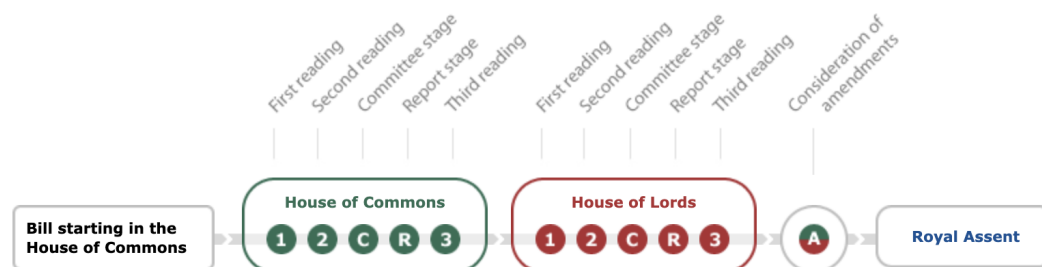 First reading
Second reading
Committee stage
Report stage
Third reading
First reading
Second reading
Committee stage
Report stage
Third reading
Consideration of
amendments
Bill starting in the
House of Commons
House of Commons
1 2 C R 3
House of Lords
1 2 C R 3
A
Royal Assent